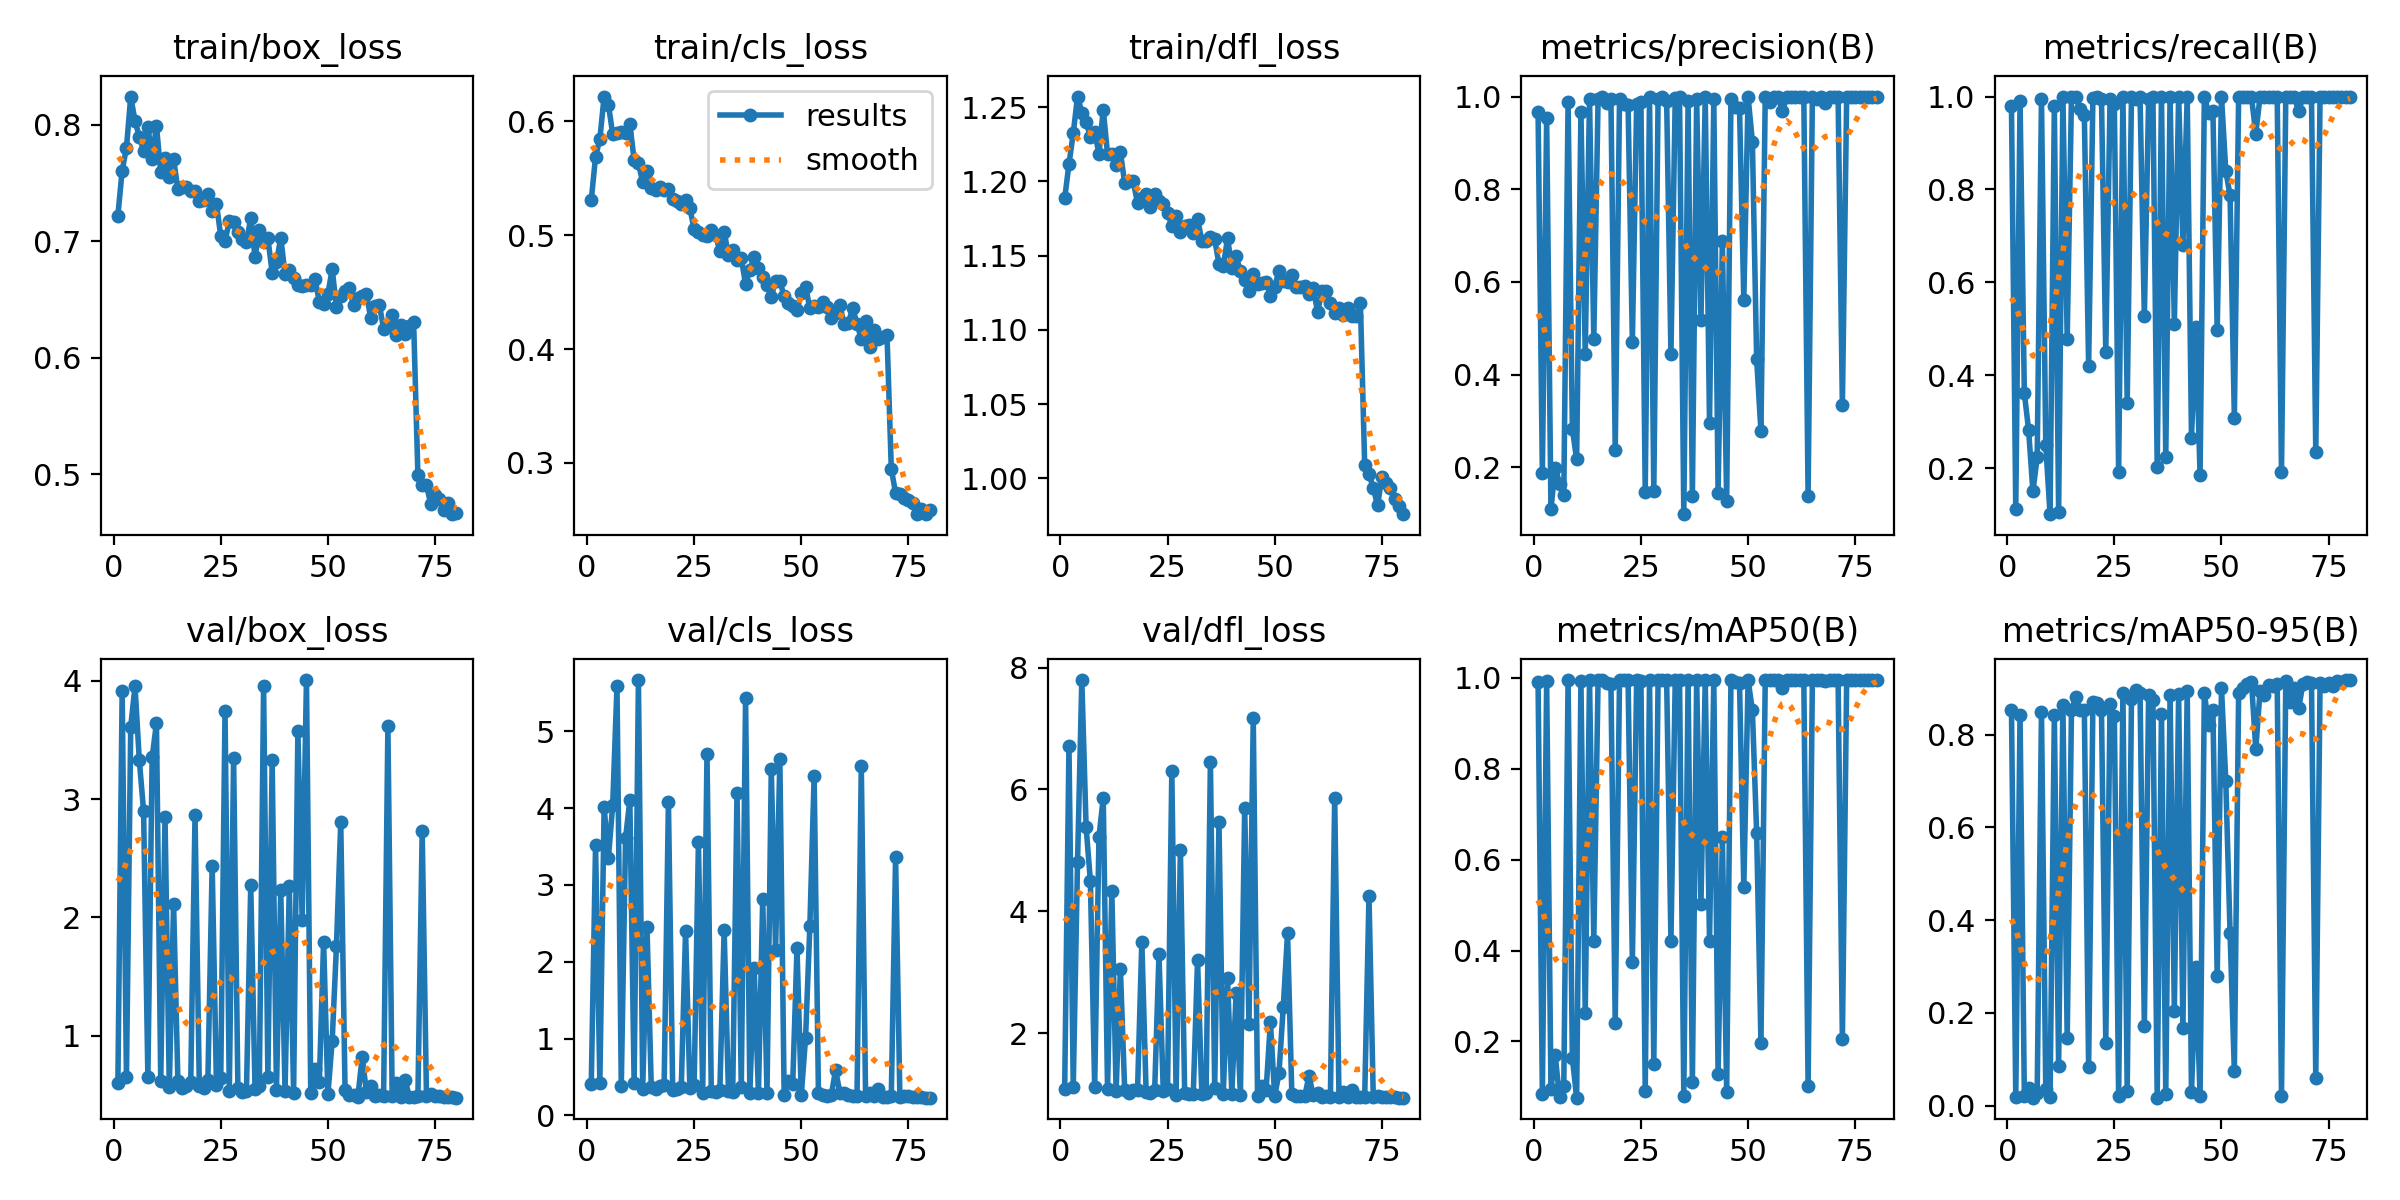 train/box_loss
train/cls_loss
train/dfl_loss
metrics/precision(B)
metrics/recall(B)
0.8
0.7
0.6
0.5
0 25 50 75
0.6
0.5
0.4
0.3
0 25 50 75
results
smooth
1.25
1.20
1.15
1.10
1.05
1.00
0 25 50 75
1.0
0.8
0.6
0.4
0.2
0 25 50 75
1.0
0.8
0.6
0.4
0.2
0 25 50 75
val/box_loss
val/cls_loss
val/dfl_loss
metrics/mAP50(B)
metrics/mAP50-95(B)
4
3
2
1
0 25 50 75
5
4
3
2
1
0
0 25 50 75
8
6
4
2
0 25 50 75
1.0
0.8
0.6
0.4
0.2
0 25 50 75
0.8
0.6
0.4
0.2
0.0
0 25 50 75